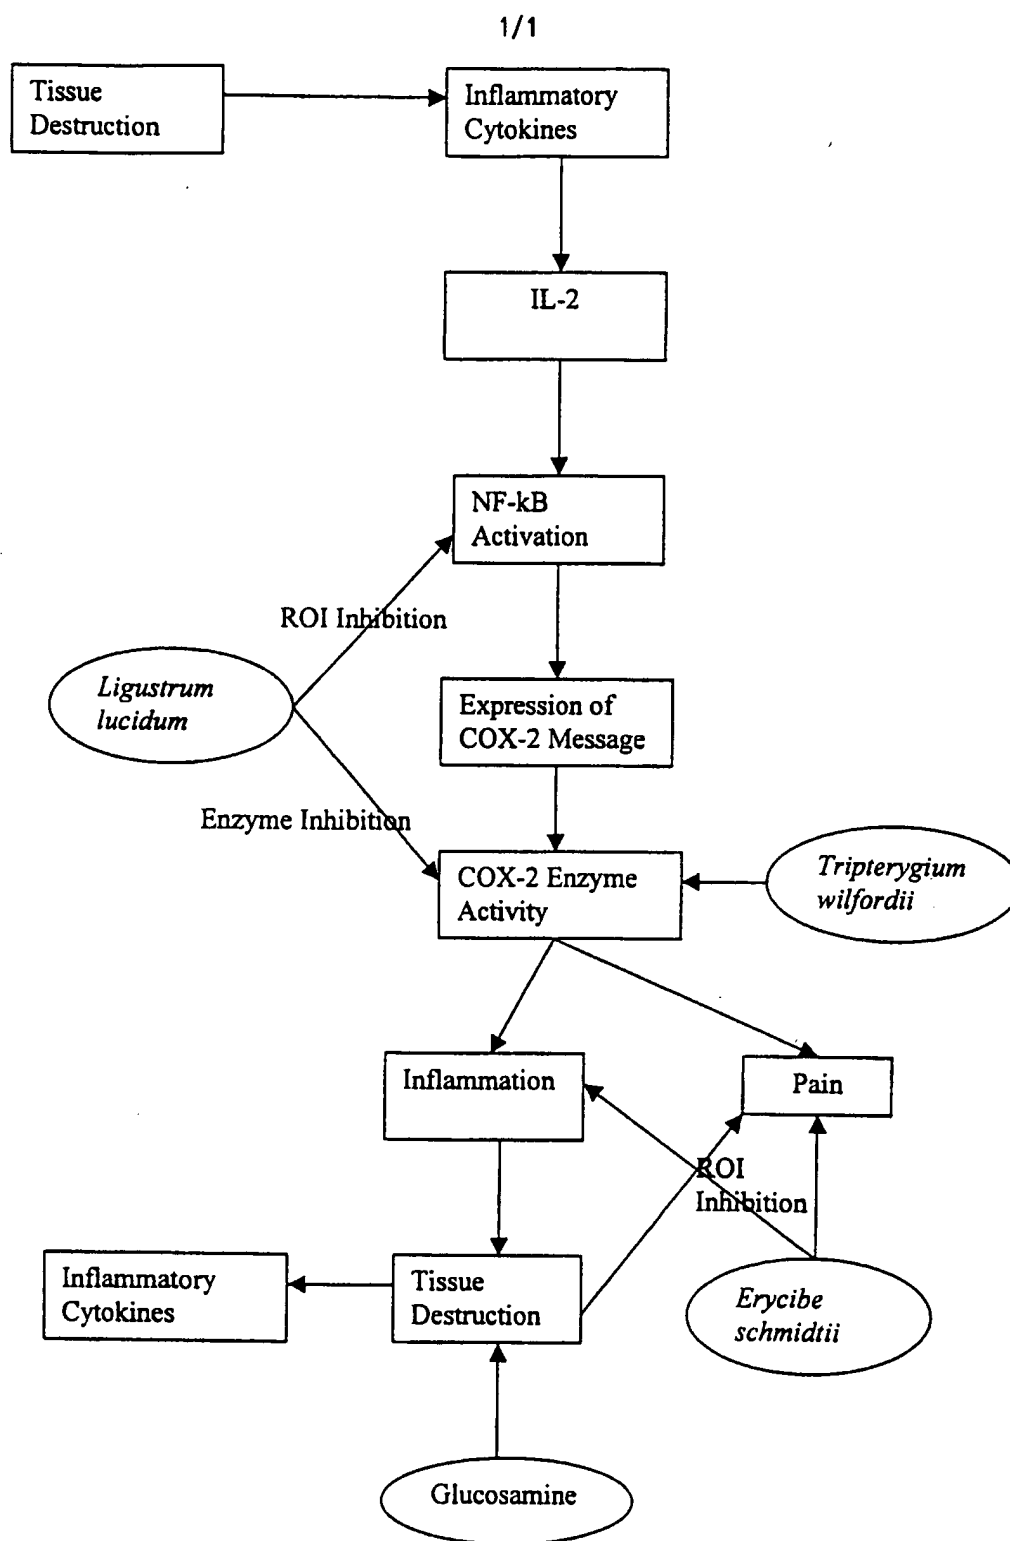 1/1
Tissue
Destruction
Inflammatory
Cytokines
IL-2
NF-kB
Activation
ROI Inhibition
Ligustrum
lucidum
Expression of
COX-2 Message
Enzyme Inhibition
COX-2 Enzyme
Activity
Tripterygium
wilfordii
Inflammation
Pain
ROI
Inhibition
Inflammatory
Cytokines
Tissue
Destruction
Erycibe
schmidtii
Glucosamine